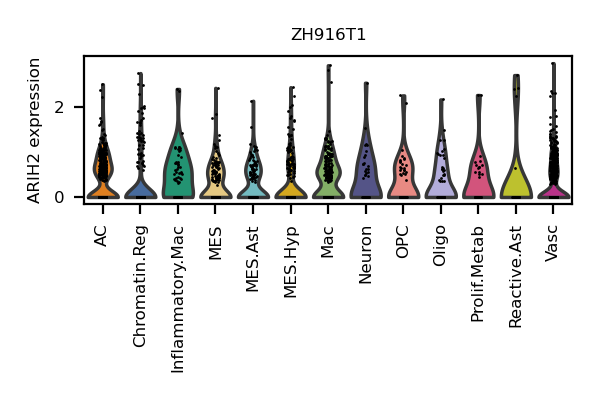 ZH916T1
ARIH2 expression
2
0
AC
Chromatin.Reg
Inflammatory.Mac
MES
MES.Ast
MES.Hyp
Mac
Neuron
OPC
Oligo
Prolif.Metab
Reactive.Ast
Vasc